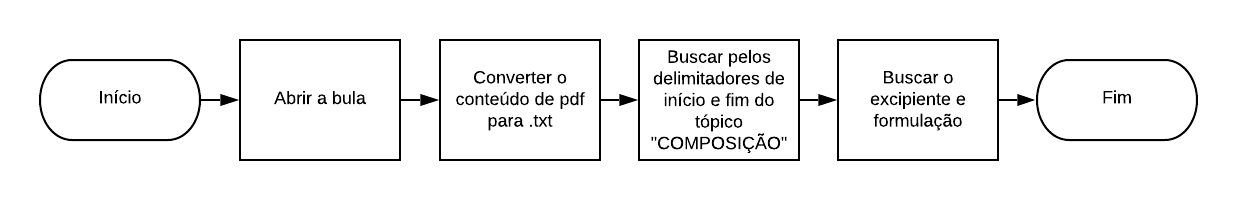 Início
Abrir a bula
Converter o
conteúdo de pdf
para .txt
Buscar pelos
delimitadores de
início e fim do
tópico
"COMPOSIÇÃO"
Buscar o
excipiente e
formulação
Fim